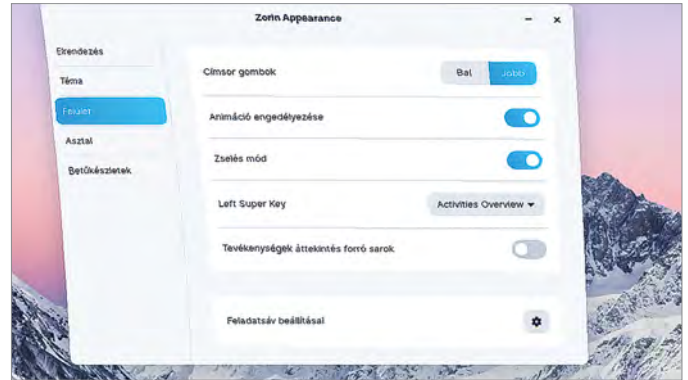 Zorin Appearance
Elrendezés
Téma
Felület
Asztal
Betűkészletek
Címsor gombok
Bal
Jobb
Animáció engedélyezése
Zselés mód
Left Super Key
Activities Overview
Tevékenységek áttekintés forró sarok
Feladatsáv beállításai